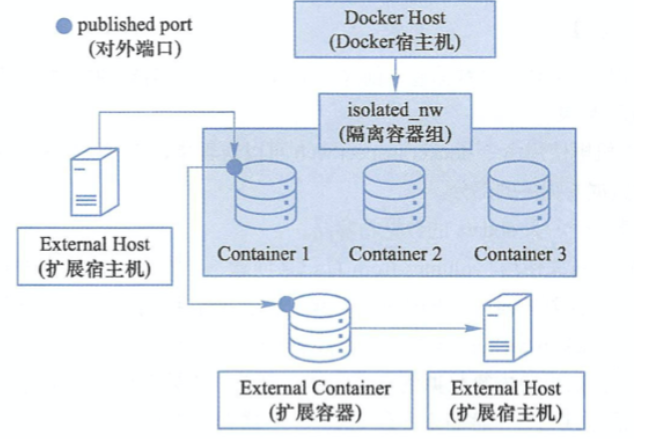 published port
(对外端口)
Docker Host
(Docker宿主机)
isolated_nw
(隔离容器组)
External Host
(扩展宿主机)
Container 1
Container 2
Container 3
External Container
(扩展容器)
External Host
(扩展宿主机)